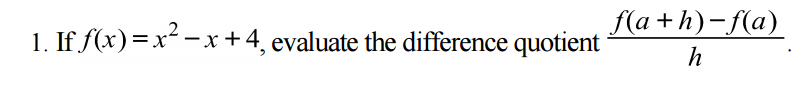 1. If f(x) = x² − x + 4, evaluate the difference quotient (f(a + h) − f(a))/h.